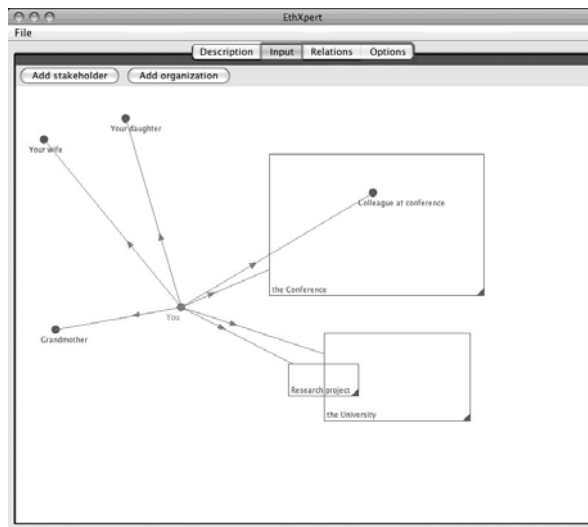 EthXpert
File
Description Input Relations Options
Add stakeholder Add organization
Your daughter
Your wife
Colleague at conference
the Conference
You
Grandmother
Research project
the University